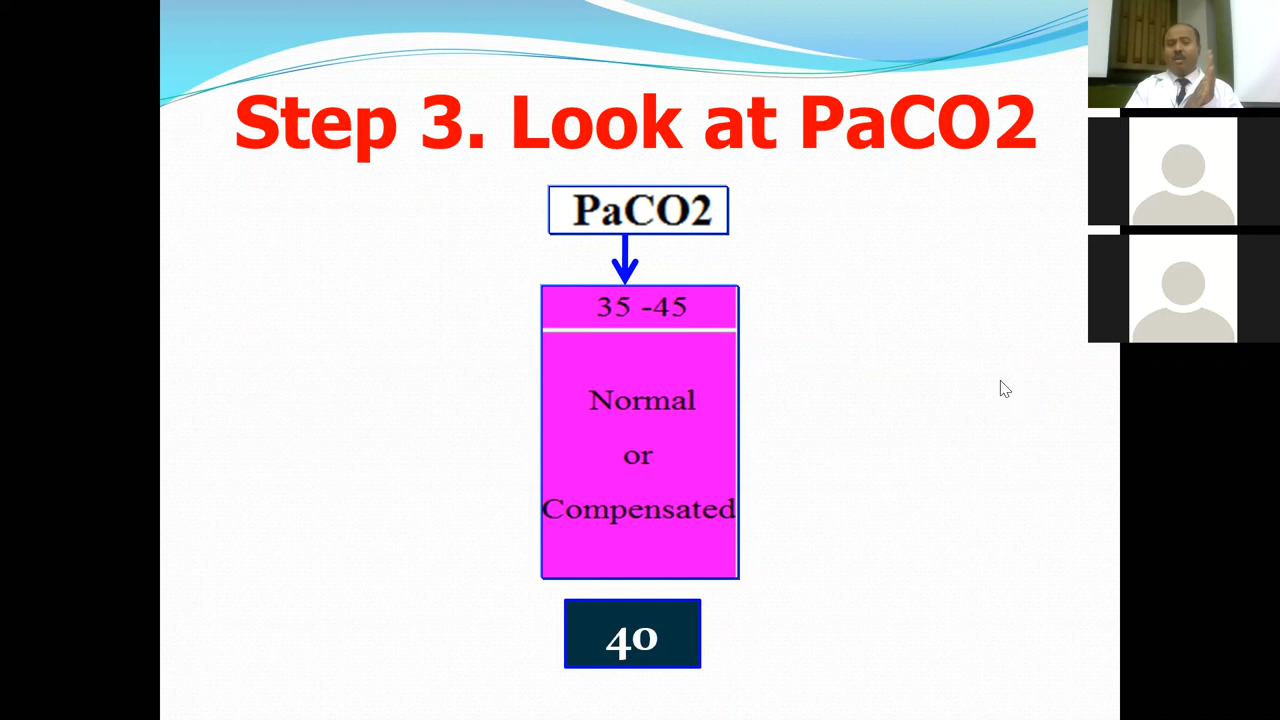 Step 3. Look at PaCO2
PaCO2
35 -45
Normal
or
Compensated
40